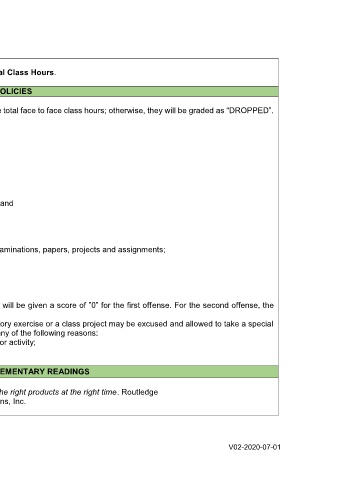 al Class Hours.
OLICIES
e total face to face class hours; otherwise, they will be graded as "DROPPED".
and
aminations, papers, projects and assignments;
will be given a score of "0" for the first offense. For the second offense, the
ory exercise or a class project may be excused and allowed to take a special
ny of the following reasons:
or activity;
EMENTARY READINGS
he right products at the right time. Routledge
ns, Inc.
V02-2020-07-01